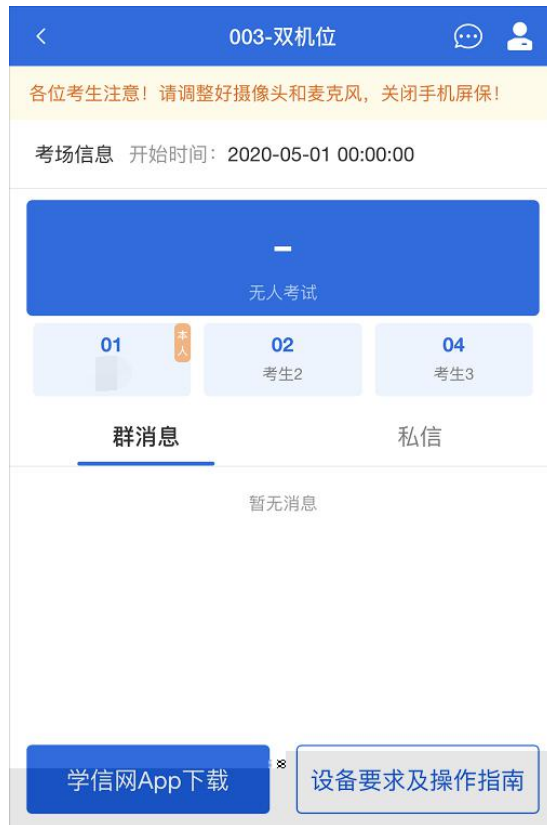 003-双机位
各位考生注意！请调整好摄像头和麦克风，关闭手机屏保！
考场信息 开始时间：2020-05-01 00:00:00
–
无人考试
01 本人 02 04
考生2 考生3
群消息 私信
暂无消息
学信网App下载 设备要求及操作指南